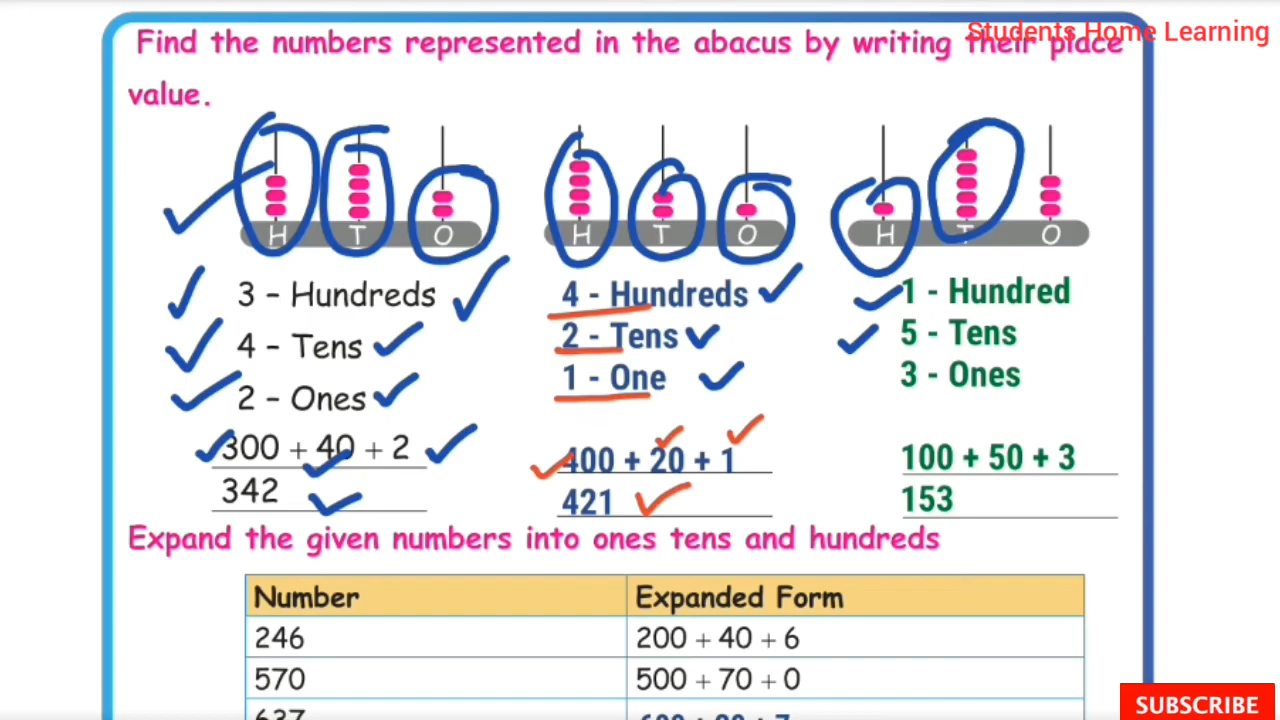 Students Home Learning
Find the numbers represented in the abacus by writing their place
value.
H T O
H T O
H T O
3 - Hundreds
4 - Tens
2 - Ones
300 + 40 + 2
342
4 - Hundreds
2 - Tens
1 - One
400 + 20 + 1
421
1 - Hundred
5 - Tens
3 - Ones
100 + 50 + 3
153
Expand the given numbers into ones tens and hundreds
Number Expanded Form
246 200 + 40 + 6
570 500 + 70 + 0
637
SUBSCRIBE